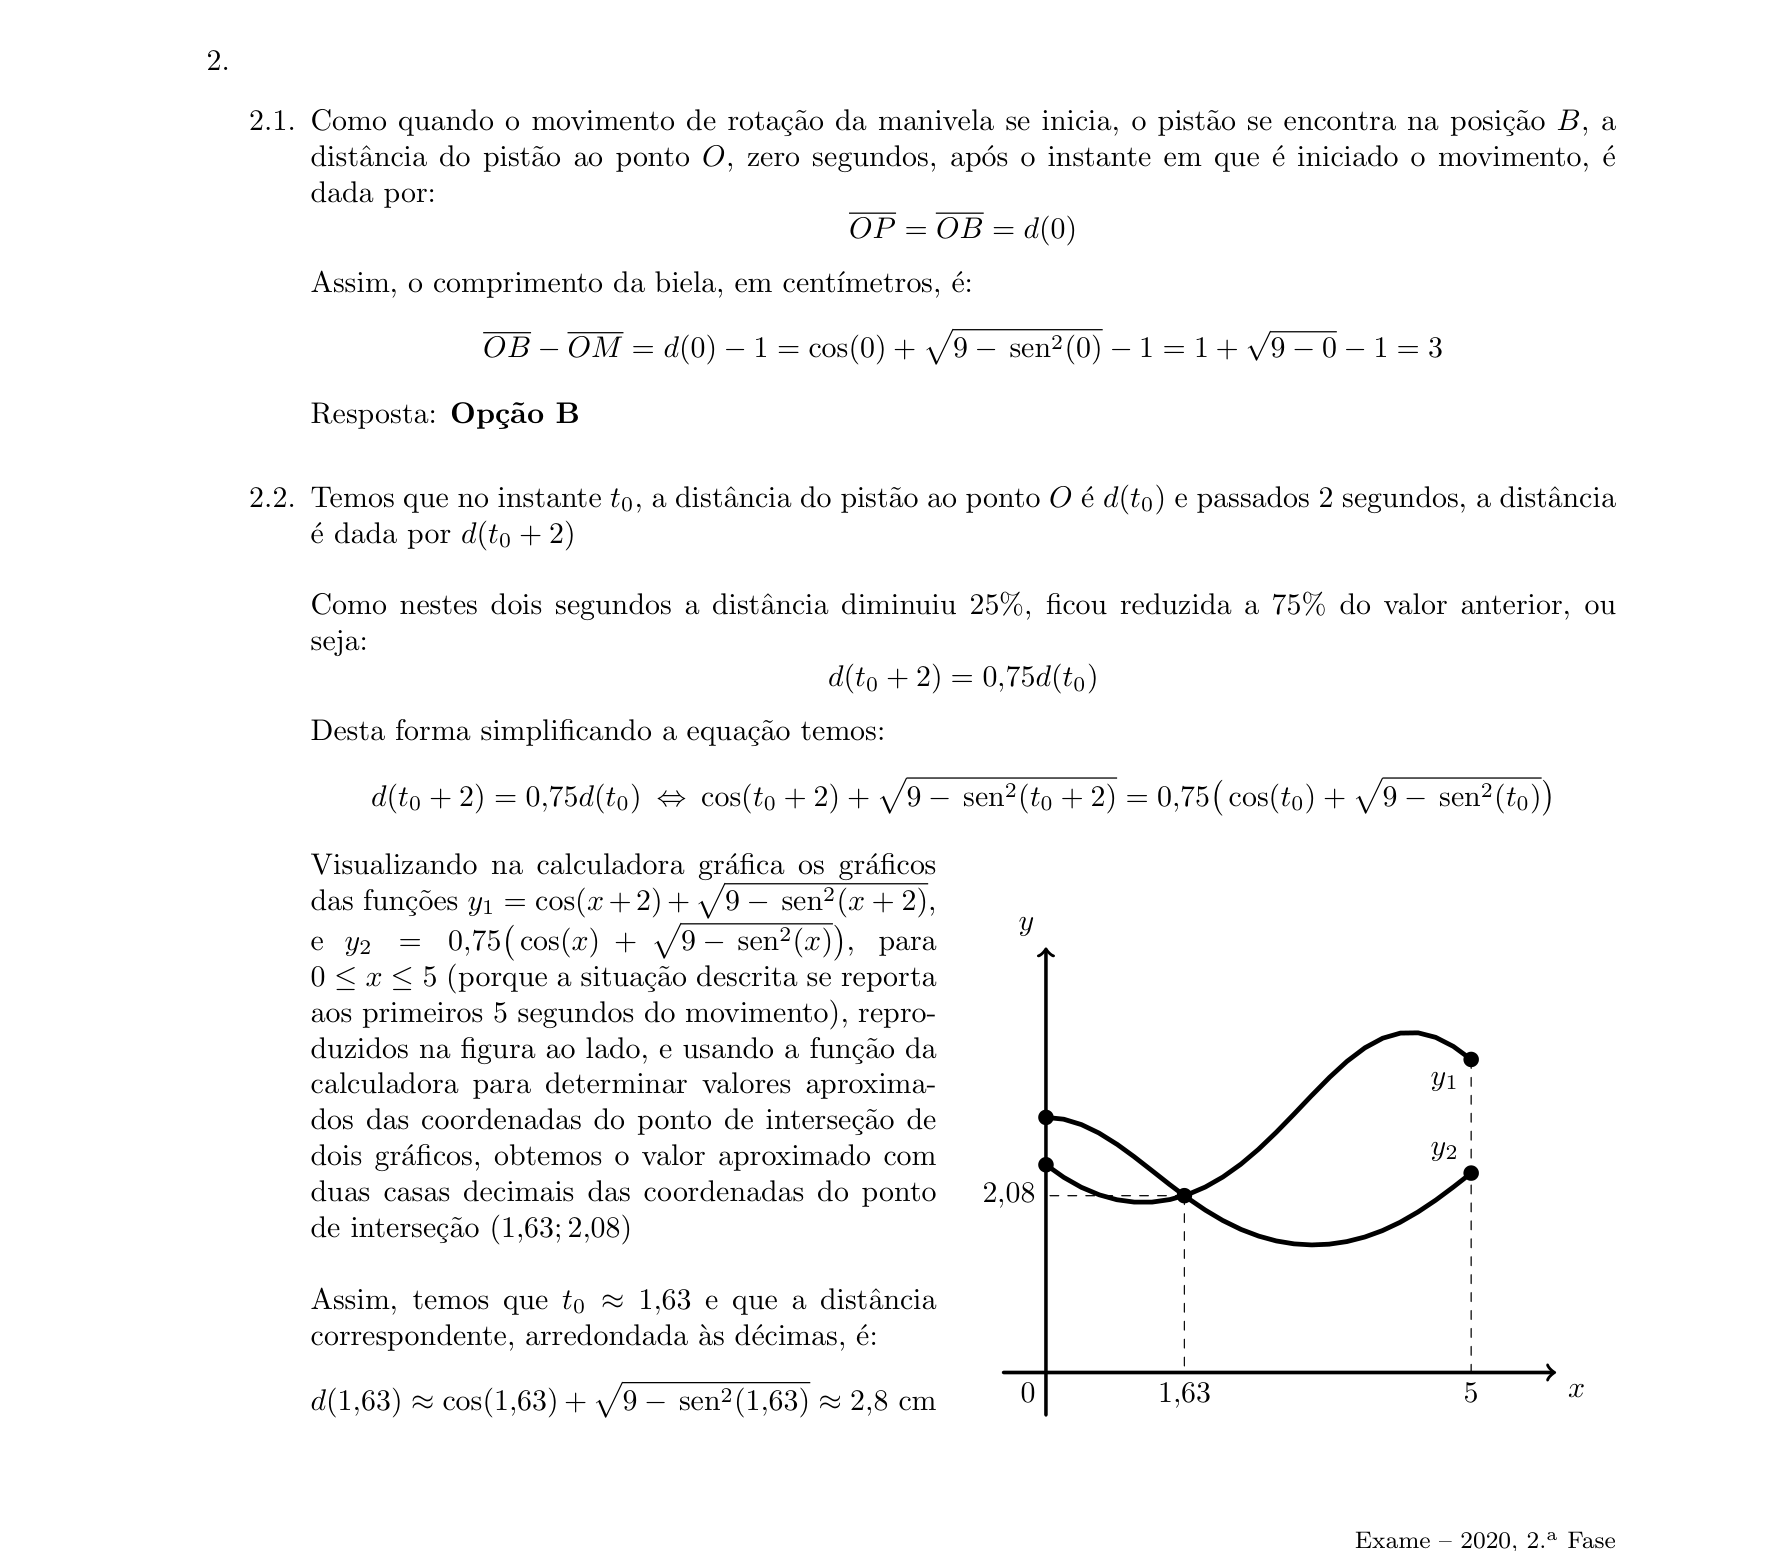 2.
2.1. Como quando o movimento de rotação da manivela se inicia, o pistão se encontra na posição B, a
distância do pistão ao ponto O, zero segundos, após o instante em que é iniciado o movimento, é
dada por:
$\overline{OP} = \overline{OB} = d(0)$
Assim, o comprimento da biela, em centímetros, é:
$\overline{OB} - \overline{OM} = d(0) - 1 = \cos(0) + \sqrt{9 - \operatorname{sen}^2(0)} - 1 = 1 + \sqrt{9 - 0} - 1 = 3$
Resposta: Opção B
2.2. Temos que no instante $t_0$, a distância do pistão ao ponto O é $d(t_0)$ e passados 2 segundos, a distância
é dada por $d(t_0 + 2)$
Como nestes dois segundos a distância diminuiu 25%, ficou reduzida a 75% do valor anterior, ou
seja:
$d(t_0 + 2) = 0{,}75d(t_0)$
Desta forma simplificando a equação temos:
$d(t_0 + 2) = 0{,}75d(t_0) \Leftrightarrow \cos(t_0 + 2) + \sqrt{9 - \operatorname{sen}^2(t_0 + 2)} = 0{,}75\big(\cos(t_0) + \sqrt{9 - \operatorname{sen}^2(t_0)}\big)$
Visualizando na calculadora gráfica os gráficos
das funções $y_1 = \cos(x+2) + \sqrt{9 - \operatorname{sen}^2(x+2)}$,
e $y_2 = 0{,}75\big(\cos(x) + \sqrt{9 - \operatorname{sen}^2(x)}\big)$, para
$0 \leq x \leq 5$ (porque a situação descrita se reporta
aos primeiros 5 segundos do movimento), repro-
duzidos na figura ao lado, e usando a função da
calculadora para determinar valores aproxima-
dos das coordenadas do ponto de interseção de
dois gráficos, obtemos o valor aproximado com
duas casas decimais das coordenadas do ponto
de interseção (1,63; 2,08)
Assim, temos que $t_0 \approx 1{,}63$ e que a distância
correspondente, arredondada às décimas, é:
$d(1{,}63) \approx \cos(1{,}63) + \sqrt{9 - \operatorname{sen}^2(1{,}63)} \approx 2{,}8$ cm
y
$y_1$
$y_2$
2,08
0
1,63
5
x
Exame – 2020, 2.ª Fase